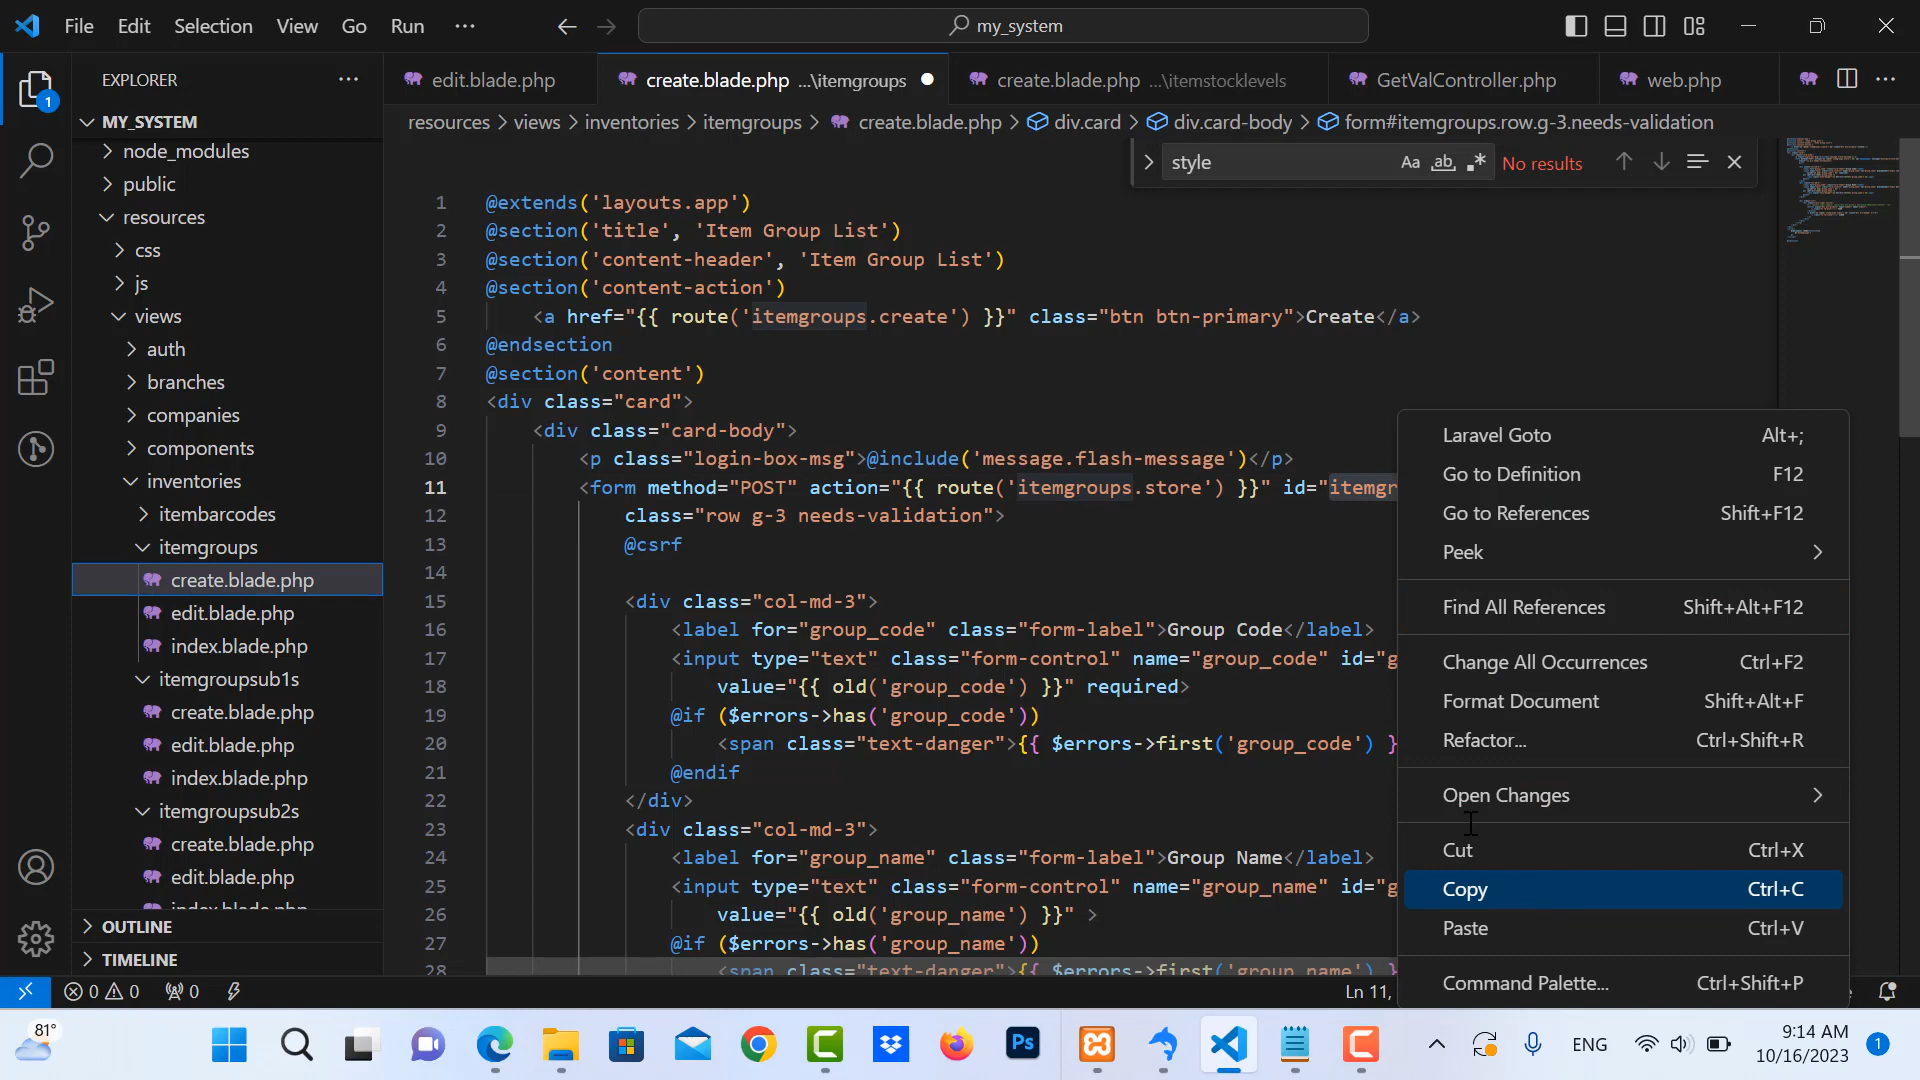 File Edit Selection View Go Run ···
my_system
EXPLORER ···
edit.blade.php
create.blade.php ...\itemgroups
create.blade.php ...\itemstocklevels
GetValController.php
web.php
resources > views > inventories > itemgroups > create.blade.php > div.card > div.card-body > form#itemgroups.row.g-3.needs-validation
style
Aa ab No results
1
MY_SYSTEM
node_modules
public
resources
css
js
views
auth
branches
companies
components
inventories
itembarcodes
itemgroups
create.blade.php
edit.blade.php
index.blade.php
itemgroupsub1s
create.blade.php
edit.blade.php
index.blade.php
itemgroupsub2s
create.blade.php
edit.blade.php
index.blade.php
OUTLINE
TIMELINE
1 @extends('layouts.app')
2 @section('title', 'Item Group List')
3 @section('content-header', 'Item Group List')
4 @section('content-action')
5 <a href="{{ route('itemgroups.create') }}" class="btn btn-primary">Create</a>
6 @endsection
7 @section('content')
8 <div class="card">
9 <div class="card-body">
10 <p class="login-box-msg">@include('message.flash-message')</p>
11 <form method="POST" action="{{ route('itemgroups.store') }}" id="itemgr
12 class="row g-3 needs-validation">
13 @csrf
14
15 <div class="col-md-3">
16 <label for="group_code" class="form-label">Group Code</label>
17 <input type="text" class="form-control" name="group_code" id="g
18 value="{{ old('group_code') }}" required>
19 @if ($errors->has('group_code'))
20 <span class="text-danger">{{ $errors->first('group_code') }
21 @endif
22 </div>
23 <div class="col-md-3">
24 <label for="group_name" class="form-label">Group Name</label>
25 <input type="text" class="form-control" name="group_name" id="g
26 value="{{ old('group_name') }}" >
27 @if ($errors->has('group_name'))
28 <span class="text-danger">{{ $errors->first('group_name') }
Laravel Goto Alt+;
Go to Definition F12
Go to References Shift+F12
Peek
Find All References Shift+Alt+F12
Change All Occurrences Ctrl+F2
Format Document Shift+Alt+F
Refactor... Ctrl+Shift+R
Open Changes
Cut Ctrl+X
Copy Ctrl+C
Paste Ctrl+V
Command Palette... Ctrl+Shift+P
0 0 0
Ln 11,
81°
Ps
ENG
9:14 AM
10/16/2023
1